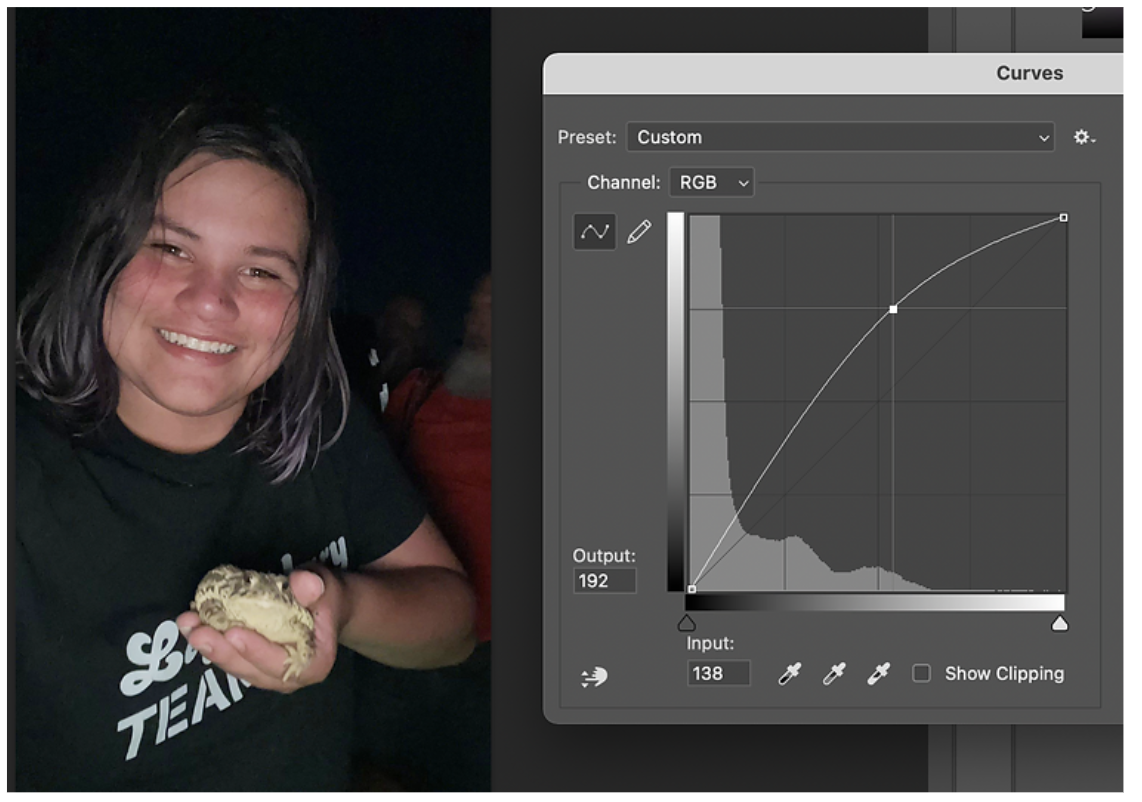 Curves
Preset: Custom
Channel: RGB
Output:
192
Input:
138
Show Clipping
TEAM